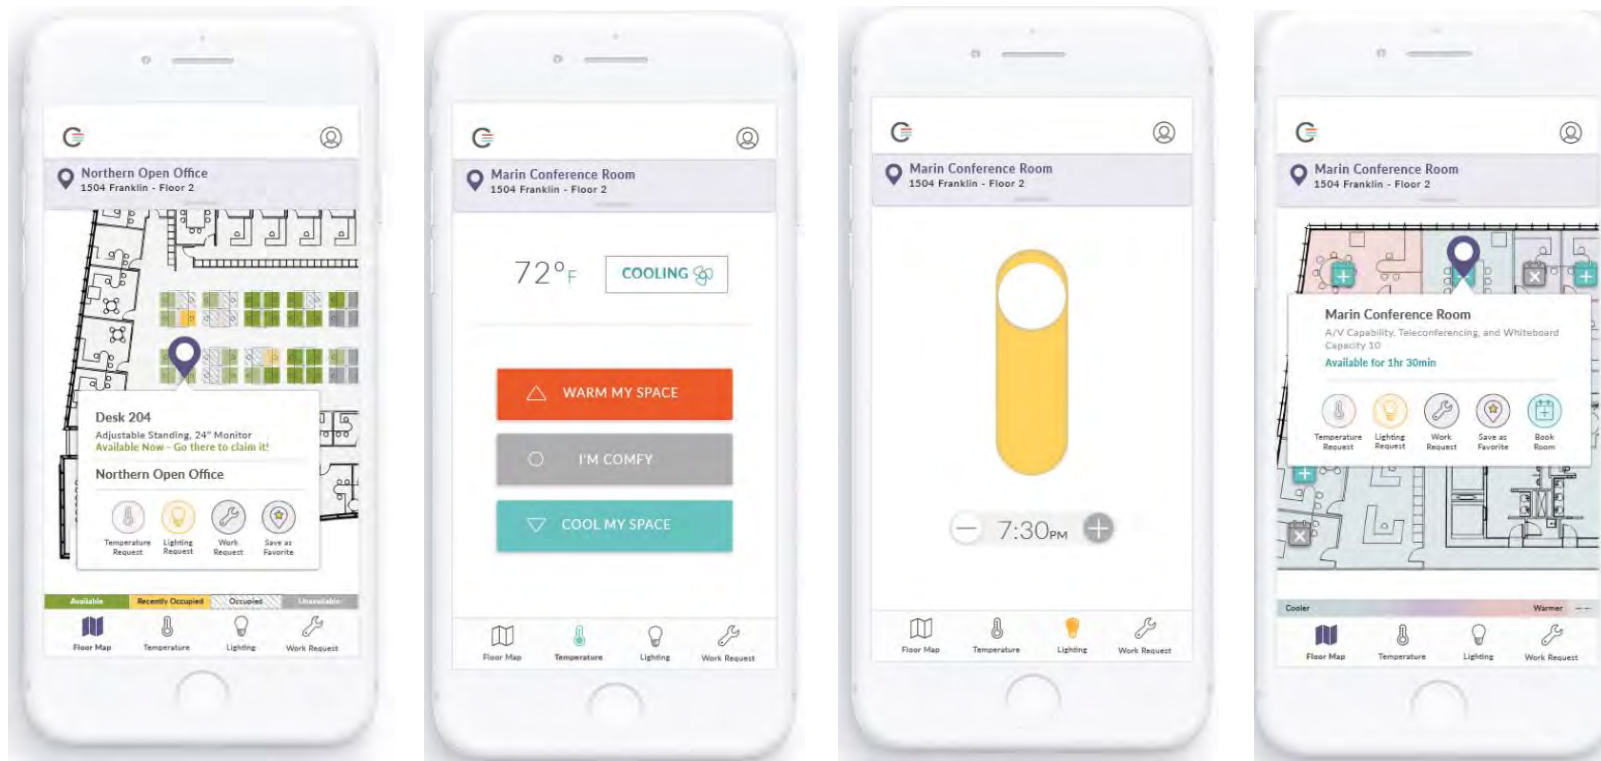 Northern Open Office
1504 Franklin - Floor 2
Desk 204
Adjustable Standing, 24" Monitor
Available Now - Go there to claim it!
Northern Open Office
Temperature Request
Lighting Request
Work Request
Save as Favorite
Available
Recently Occupied
Occupied
Unavailable
Floor Map
Temperature
Lighting
Work Request
Marin Conference Room
1504 Franklin - Floor 2
72°F
COOLING
WARM MY SPACE
I'M COMFY
COOL MY SPACE
Floor Map
Temperature
Lighting
Work Request
Marin Conference Room
1504 Franklin - Floor 2
7:30PM
Floor Map
Temperature
Lighting
Work Request
Marin Conference Room
1504 Franklin - Floor 2
Marin Conference Room
A/V Capability, Teleconferencing, and Whiteboard
Capacity 10
Available for 1hr 30min
Temperature Request
Lighting Request
Work Request
Save as Favorite
Book Room
Cooler
Warmer
Floor Map
Temperature
Lighting
Work Request